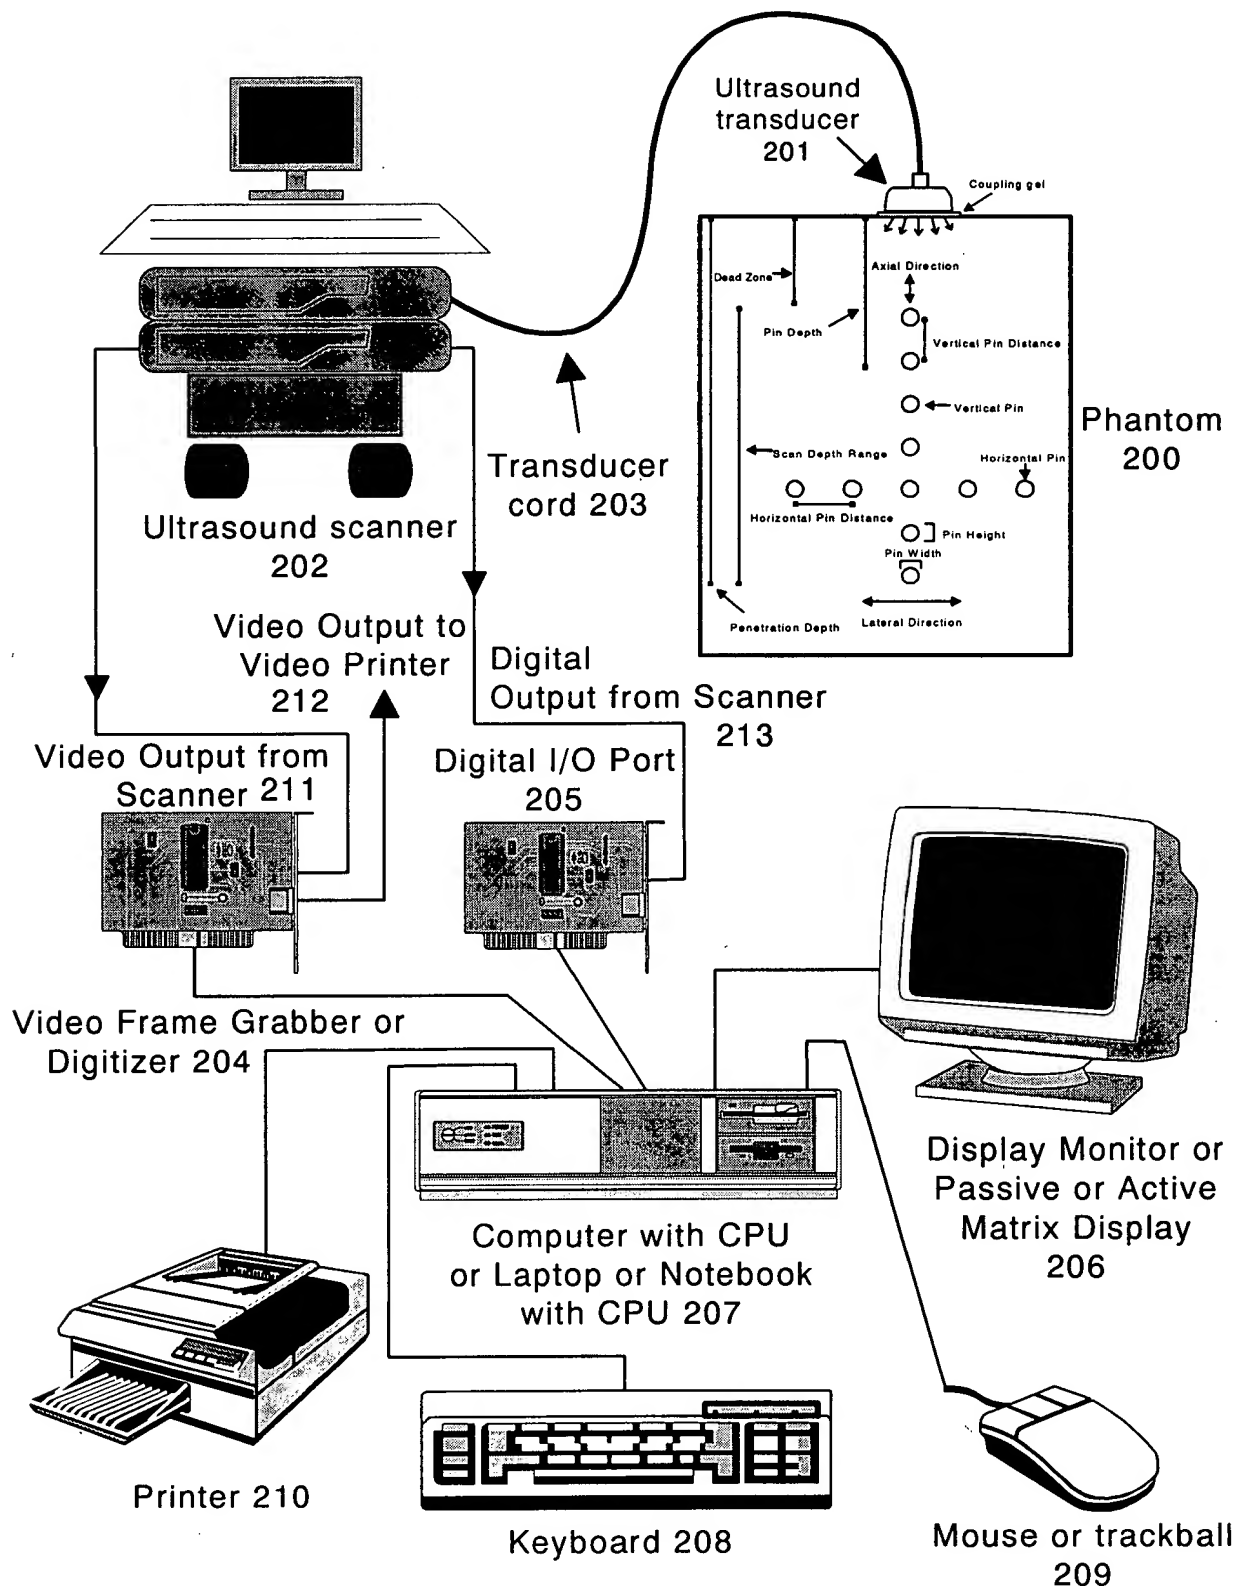 Ultrasound
transducer
201
Coupling gel
Dead Zone
Axial Direction
Pin Depth
Vertical Pin Distance
Vertical Pin
Phantom
200
Scan Depth Range
Horizontal Pin
Horizontal Pin Distance
Pin Height
Pin Width
Penetration Depth
Lateral Direction
Transducer
cord 203
Ultrasound scanner
202
Video Output to
Video Printer
212
Digital
Output from Scanner
213
Video Output from
Scanner 211
Digital I/O Port
205
Video Frame Grabber or
Digitizer 204
Display Monitor or
Passive or Active
Matrix Display
206
Computer with CPU
or Laptop or Notebook
with CPU 207
Printer 210
Keyboard 208
Mouse or trackball
209